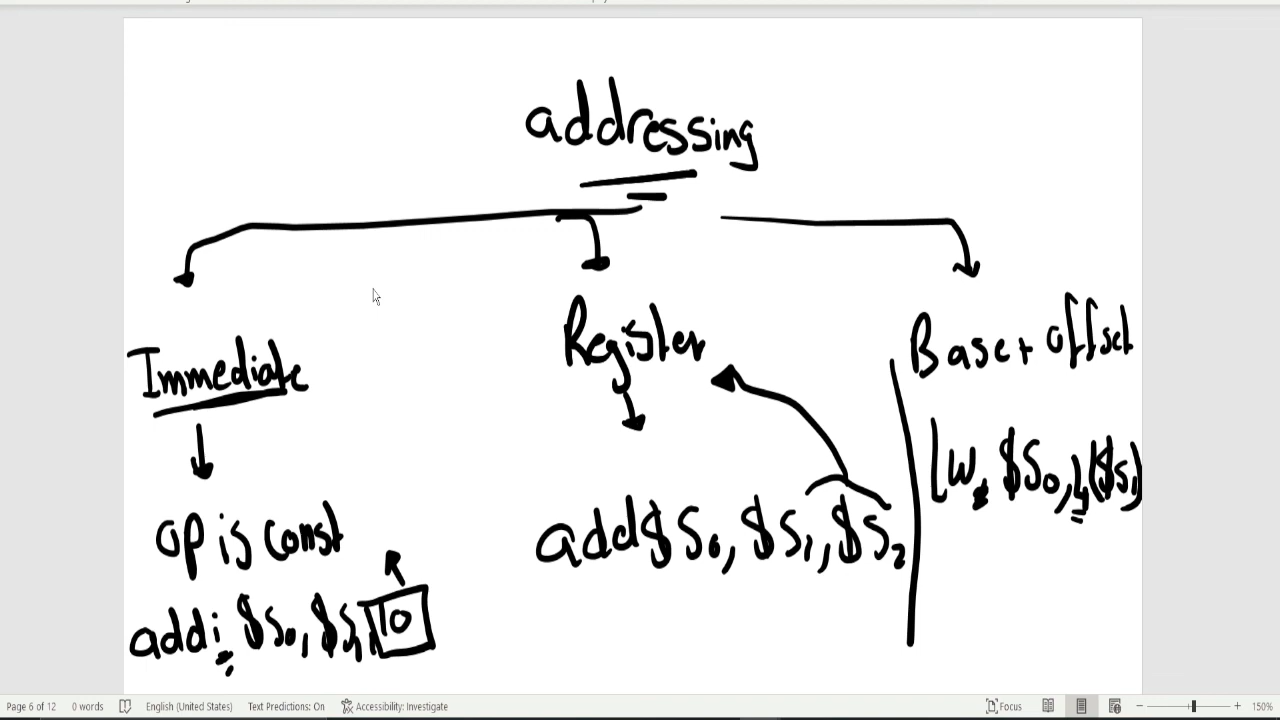 addressing
Immediate
op is const
addi $S0, $S1, 10
Register
add $S0, $S1, $S2
Base + offset
lw $S0, 4($S1)
Page 6 of 12 0 words English (United States) Text Predictions: On Accessibility: Investigate Focus 150%